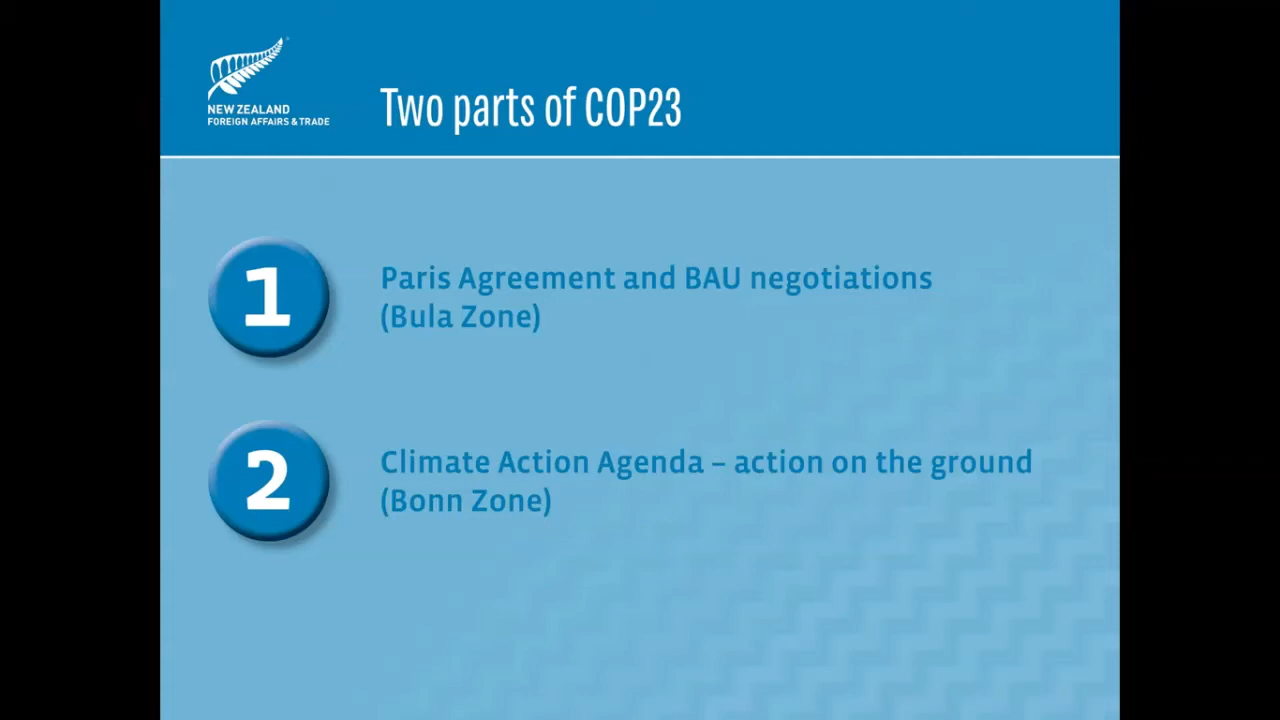 NEW ZEALAND
FOREIGN AFFAIRS & TRADE
Two parts of COP23
1
Paris Agreement and BAU negotiations
(Bula Zone)
2
Climate Action Agenda – action on the ground
(Bonn Zone)